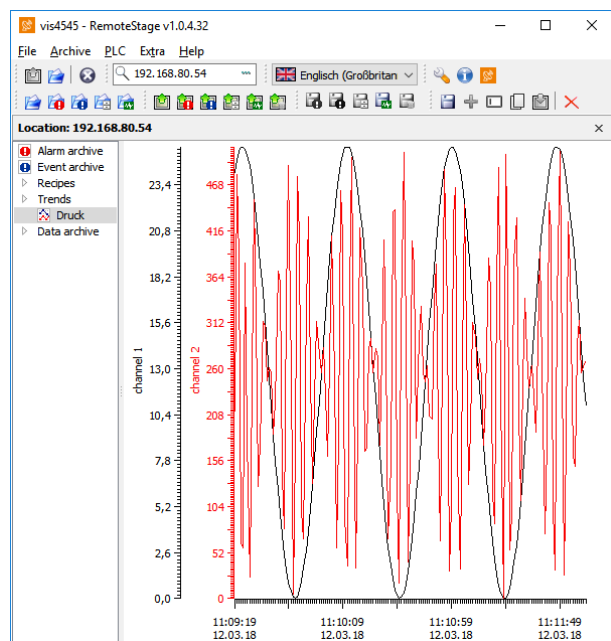 vis4545 - RemoteStage v1.0.4.32
File Archive PLC Extra Help
192.168.80.54 Englisch (Großbritan
Location: 192.168.80.54
Alarm archive
Event archive
Recipes
Trends
Druck
Data archive
channel 1
23,4
20,8
18,2
15,6
13,0
10,4
7,8
5,2
2,6
0,0
channel 2
468
416
364
312
260
208
156
104
52
0
11:09:19 11:10:09 11:10:59 11:11:49
12.03.18 12.03.18 12.03.18 12.03.18